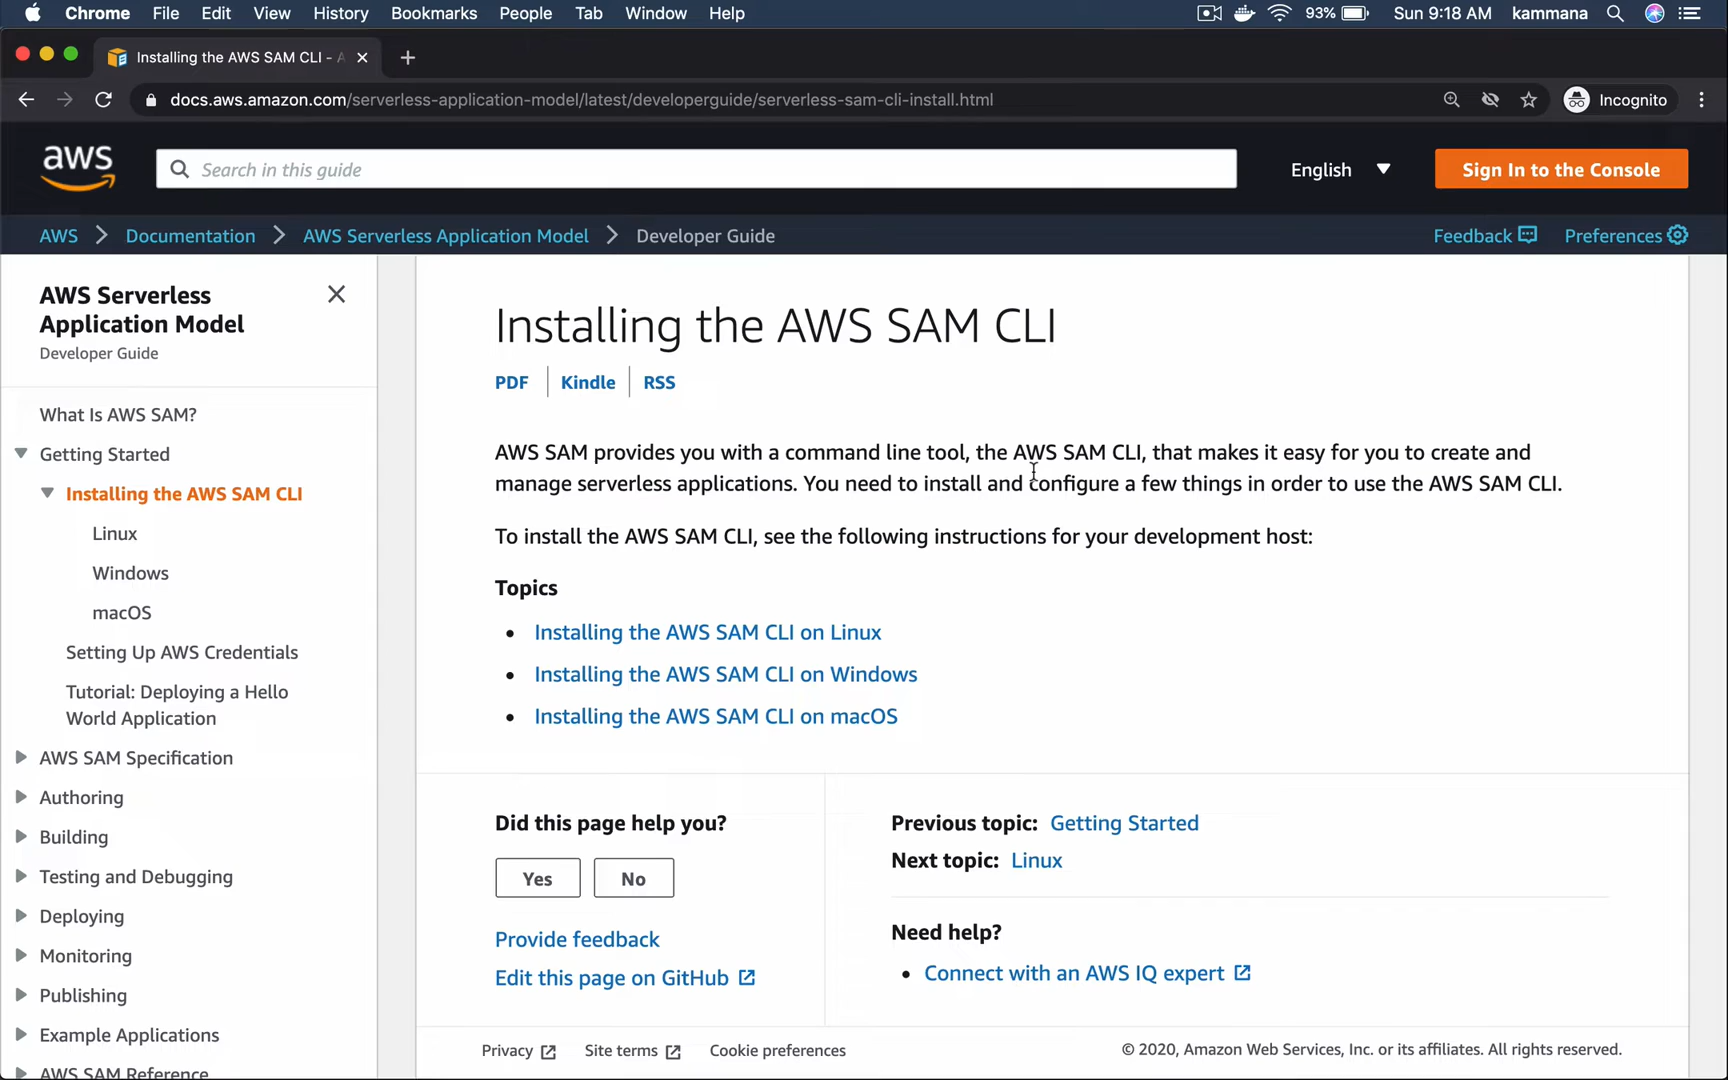 Chrome File Edit View History Bookmarks People Tab Window Help 93% Sun 9:18 AM kammana
Installing the AWS SAM CLI - A
docs.aws.amazon.com/serverless-application-model/latest/developerguide/serverless-sam-cli-install.html Incognito
aws Search in this guide English Sign In to the Console
AWS Documentation AWS Serverless Application Model Developer Guide Feedback Preferences
AWS Serverless
Application Model
Developer Guide
What Is AWS SAM?
Getting Started
Installing the AWS SAM CLI
Linux
Windows
macOS
Setting Up AWS Credentials
Tutorial: Deploying a Hello
World Application
AWS SAM Specification
Authoring
Building
Testing and Debugging
Deploying
Monitoring
Publishing
Example Applications
AWS SAM Reference
Installing the AWS SAM CLI
PDF Kindle RSS
AWS SAM provides you with a command line tool, the AWS SAM CLI, that makes it easy for you to create and
manage serverless applications. You need to install and configure a few things in order to use the AWS SAM CLI.
To install the AWS SAM CLI, see the following instructions for your development host:
Topics
• Installing the AWS SAM CLI on Linux
• Installing the AWS SAM CLI on Windows
• Installing the AWS SAM CLI on macOS
Did this page help you?
Yes No
Provide feedback
Edit this page on GitHub
Previous topic: Getting Started
Next topic: Linux
Need help?
• Connect with an AWS IQ expert
Privacy Site terms Cookie preferences © 2020, Amazon Web Services, Inc. or its affiliates. All rights reserved.